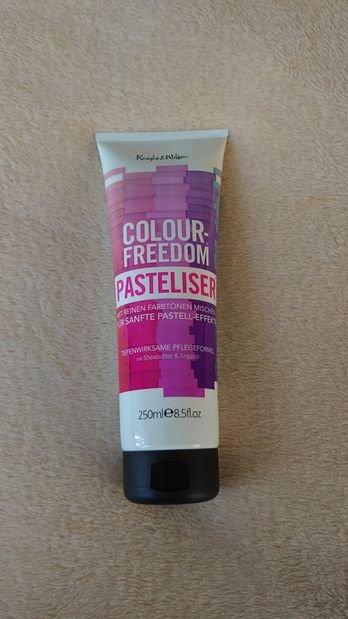 Knight & Wilson
COLOUR-
FREEDOM
PASTELISER
MIT REINEN FARBTÖNEN MISCHEN
FÜR SANFTE PASTELL-EFFEKTE
TIEFENWIRKSAME PFLEGEFORMEL
mit Sheabutter & Arganöl
250ml℮8.5fl.oz